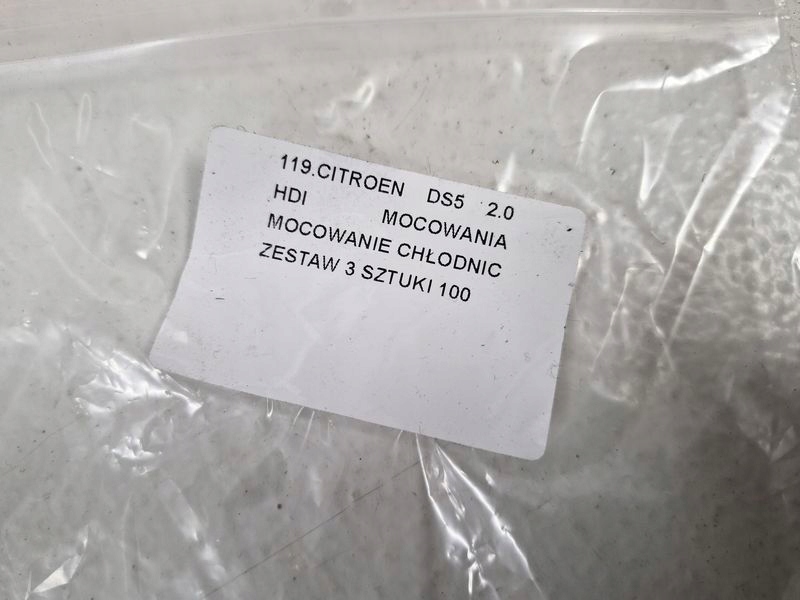 119.CITROEN DS5 2.0
HDI MOCOWANIA
MOCOWANIE CHŁODNIC
ZESTAW 3 SZTUKI 100